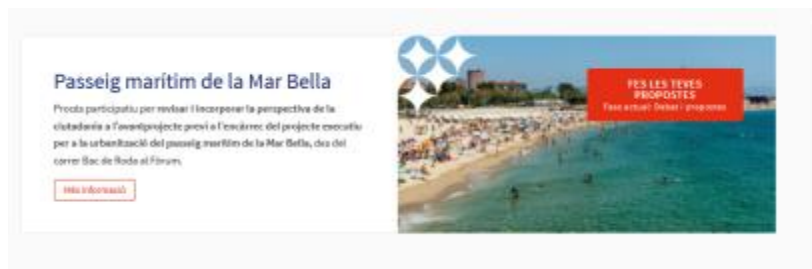 Passeig marítim de la Mar Bella
Procés participatiu per revisar i incorporar la perspectiva de la
ciutadania a l'avantprojecte previ a l'encàrrec del projecte executiu
per a la urbanització del passeig marítim de la Mar Bella, des del
carrer Bac de Roda al Fòrum.
Més informació
FES LES TEVES
PROPOSTES
Fase actual: Debat i propostes